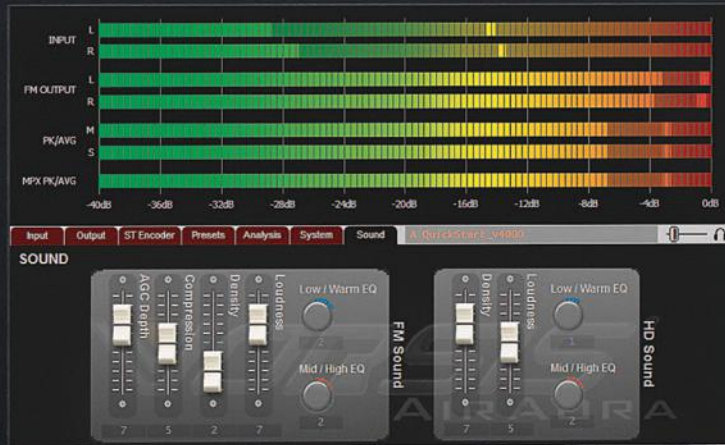 INPUT
L
R
FM OUTPUT
L
R
PK/AVG
M
S
MPX PK/AVG
-40dB -36dB -32dB -28dB -24dB -20dB -16dB -12dB -8dB -4dB 0dB
Input Output ST Encoder Presets Analysis System Sound A_QuickStart_v4000
SOUND
AGC Depth Compression Density Loudness
Low / Warm EQ
2
Mid / High EQ
2
FM Sound
7 5 2 7
Density Loudness
Low / Warm EQ
1
Mid / High EQ
2
HD Sound
7 5
AIRAURA